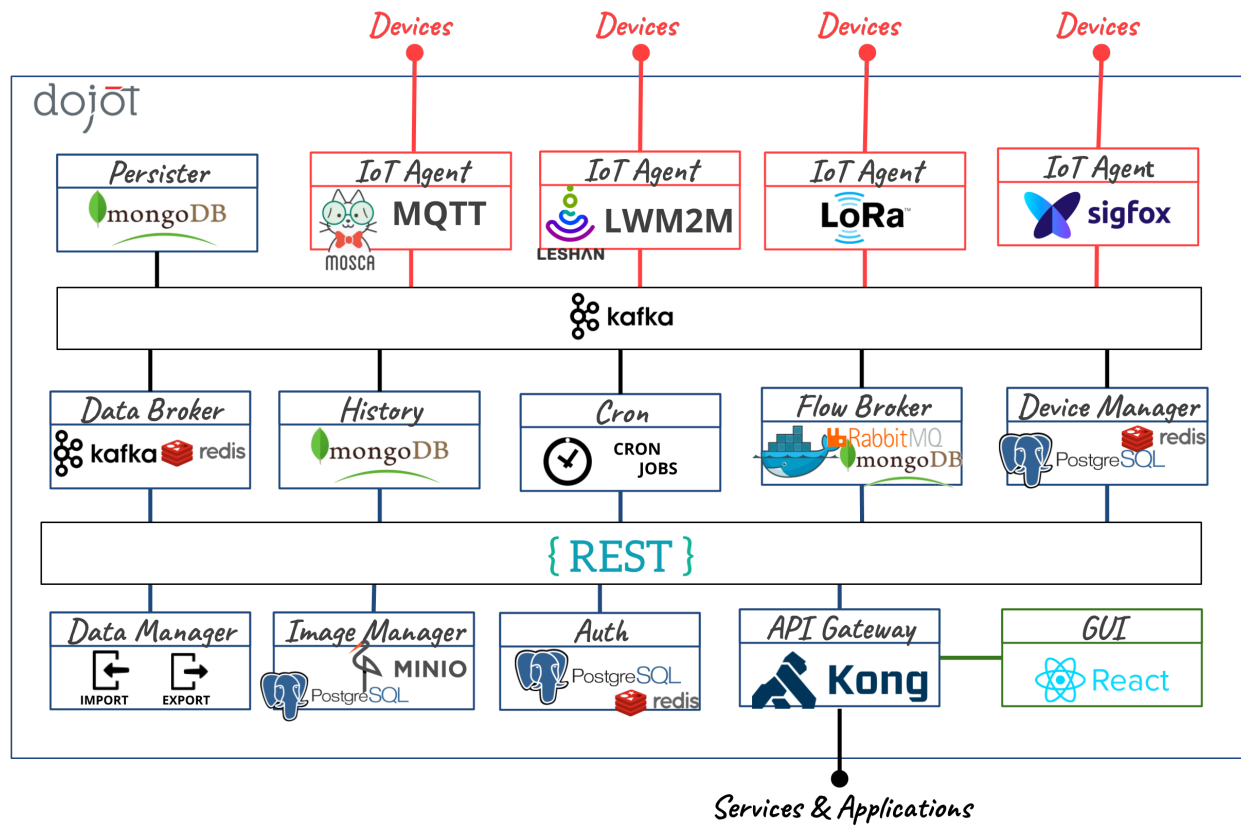 Devices
Devices
Devices
Devices
dojot
Persister
mongoDB
IoT Agent
MQTT
MOSCA
IoT Agent
LWM2M
LESHAN
IoT Agent
LoRa™
IoT Agent
sigfox
kafka
Data Broker
kafka
redis
History
mongoDB
Cron
CRON
JOBS
Flow Broker
RabbitMQ
mongoDB
Device Manager
redis
PostgreSQL
{ REST }
Data Manager
IMPORT
EXPORT
Image Manager
MINIO
PostgreSQL
Auth
PostgreSQL
redis
API Gateway
Kong
GUI
React
Services & Applications